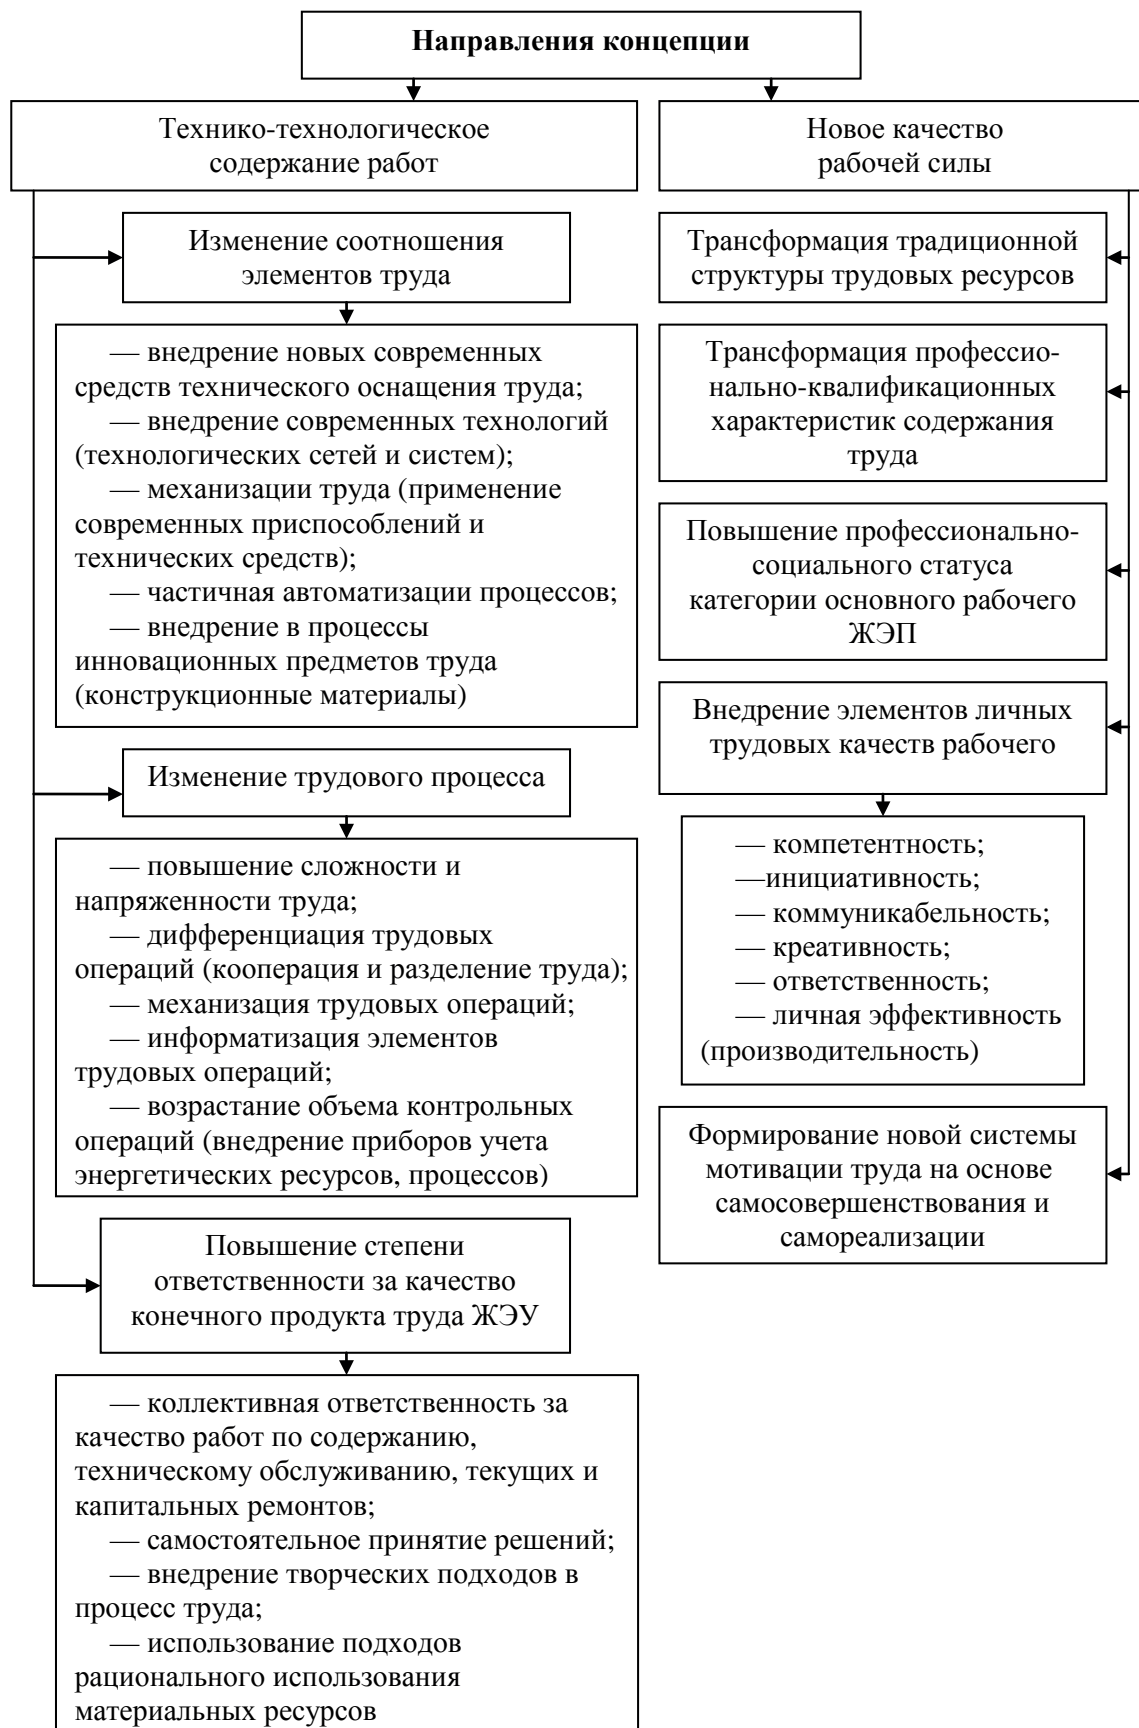 Направления концепции
Технико-технологическое
содержание работ
Изменение соотношения
элементов труда
— внедрение новых современных
средств технического оснащения труда;
— внедрение современных технологий
(технологических сетей и систем);
— механизации труда (применение
современных приспособлений и
технических средств);
— частичная автоматизации процессов;
— внедрение в процессы
инновационных предметов труда
(конструкционные материалы)
Изменение трудового процесса
— повышение сложности и
напряженности труда;
— дифференциация трудовых
операций (кооперация и разделение труда);
— механизация трудовых операций;
— информатизация элементов
трудовых операций;
— возрастание объема контрольных
операций (внедрение приборов учета
энергетических ресурсов, процессов)
Повышение степени
ответственности за качество
конечного продукта труда ЖЭУ
— коллективная ответственность за
качество работ по содержанию,
техническому обслуживанию, текущих и
капитальных ремонтов;
— самостоятельное принятие решений;
— внедрение творческих подходов в
процесс труда;
— использование подходов
рационального использования
материальных ресурсов
Новое качество
рабочей силы
Трансформация традиционной
структуры трудовых ресурсов
Трансформация профессио-
нально-квалификационных
характеристик содержания
труда
Повышение профессионально-
социального статуса
категории основного рабочего
ЖЭП
Внедрение элементов личных
трудовых качеств рабочего
— компетентность;
—инициативность;
— коммуникабельность;
— креативность;
— ответственность;
— личная эффективность
(производительность)
Формирование новой системы
мотивации труда на основе
самосовершенствования и
самореализации